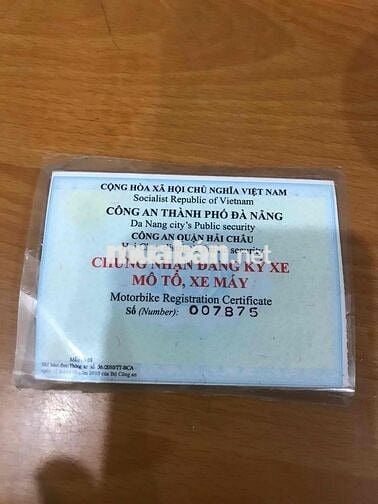 CỘNG HÒA XÃ HỘI CHỦ NGHĨA VIỆT NAM
Socialist Republic of Vietnam
CÔNG AN THÀNH PHỐ ĐÀ NẴNG
Da Nang city's Public security
CÔNG AN QUẬN HẢI CHÂU
security
muaban.net
CHỨNG NHẬN ĐĂNG KÝ XE
MÔ TÔ, XE MÁY
Motorbike Registration Certificate
Số (Number): 007875